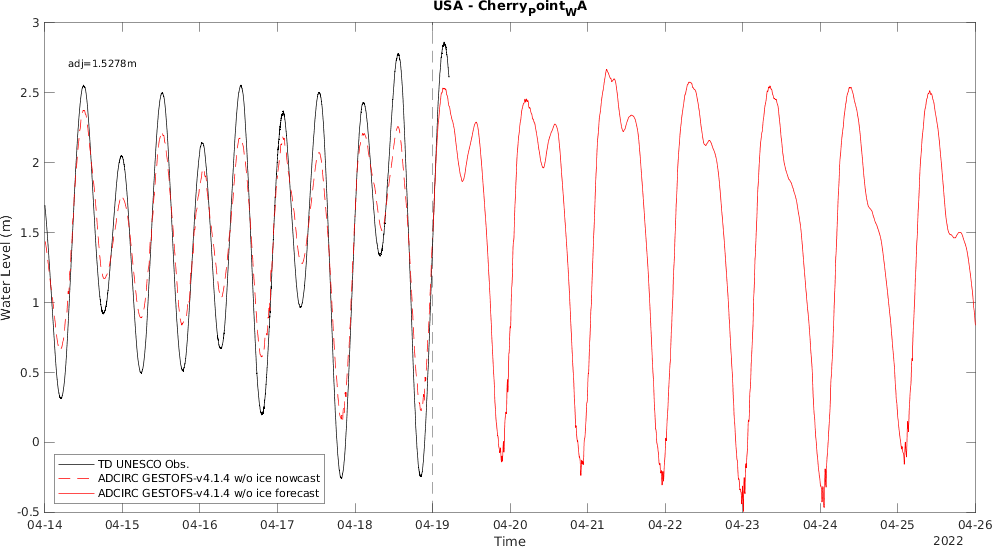 USA - Cherry_Point_WA
3
adj=1.5278m
2.5
2
1.5
1
0.5
0
-0.5
Water Level (m)
TD UNESCO Obs.
ADCIRC GESTOFS-v4.1.4 w/o ice nowcast
ADCIRC GESTOFS-v4.1.4 w/o ice forecast
04-14 04-15 04-16 04-17 04-18 04-19 04-20 04-21 04-22 04-23 04-24 04-25 04-26
Time
2022